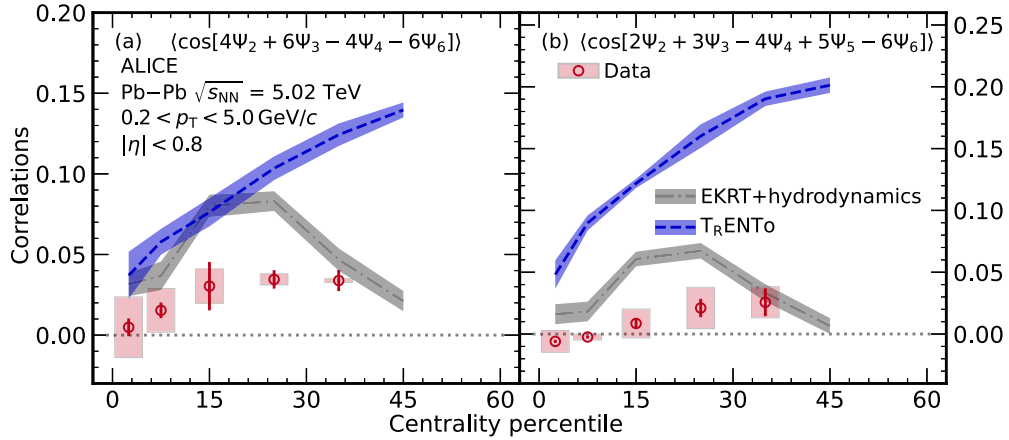 (a) ⟨cos[4Ψ₂ + 6Ψ₃ − 4Ψ₄ − 6Ψ₆]⟩
ALICE
Pb−Pb √s_NN = 5.02 TeV
0.2 < p_T < 5.0 GeV/c
|η| < 0.8
(b) ⟨cos[2Ψ₂ + 3Ψ₃ − 4Ψ₄ + 5Ψ₅ − 6Ψ₆]⟩
Data
EKRT+hydrodynamics
T_RENTo
Correlations
0.20
0.15
0.10
0.05
0.00
0.25
0.20
0.15
0.10
0.05
0.00
0 15 30 45 60
0 15 30 45 60
Centrality percentile